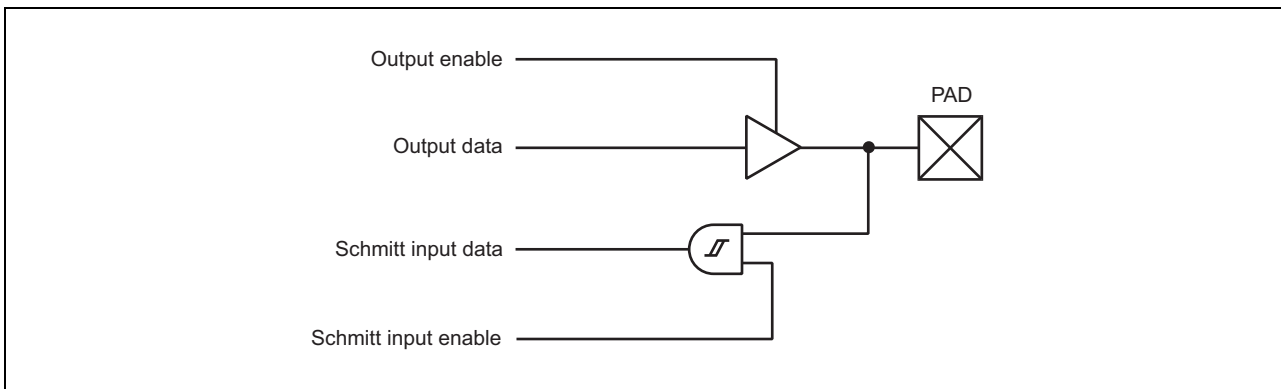 Output enable
PAD
Output data
Schmitt input data
Schmitt input enable